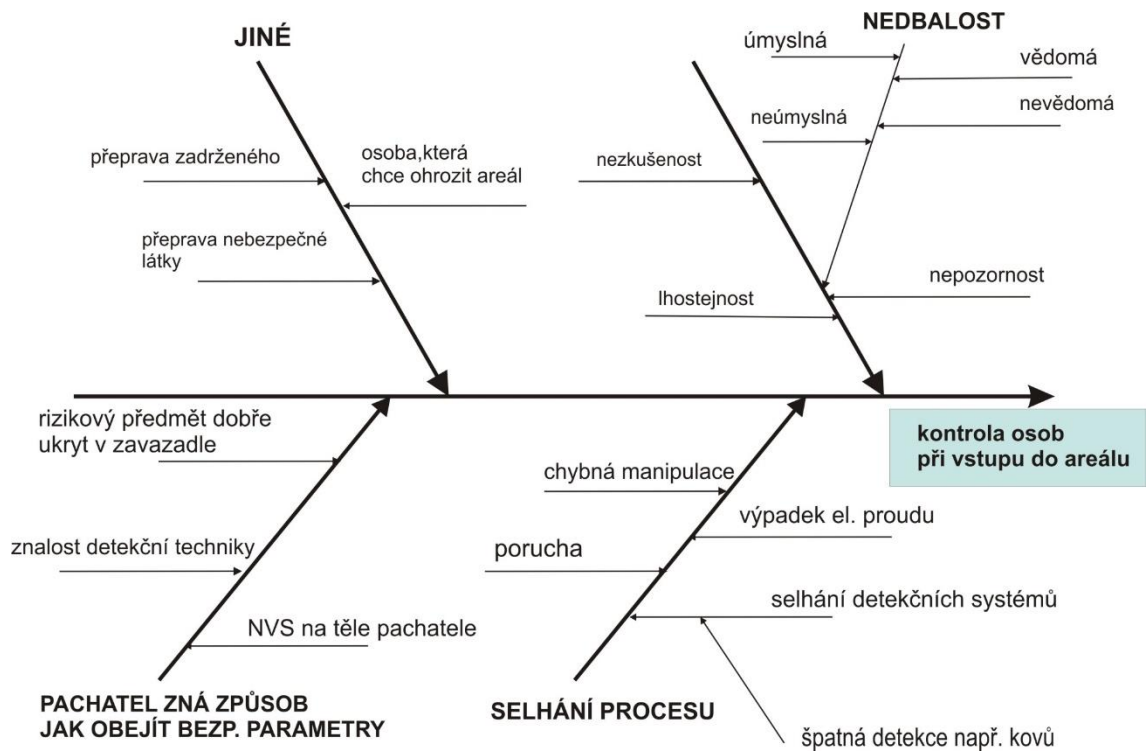 JINÉ
NEDBALOST
úmyslná
vědomá
neúmyslná
nevědomá
přeprava zadrženého
osoba,která
chce ohrozit areál
nezkušenost
přeprava nebezpečné
látky
nepozornost
lhostejnost
rizikový předmět dobře
ukryt v zavazadle
kontrola osob
při vstupu do areálu
chybná manipulace
výpadek el. proudu
znalost detekční techniky
porucha
selhání detekčních systémů
NVS na těle pachatele
PACHATEL ZNÁ ZPŮSOB
JAK OBEJÍT BEZP. PARAMETRY
SELHÁNÍ PROCESU
špatná detekce např. kovů